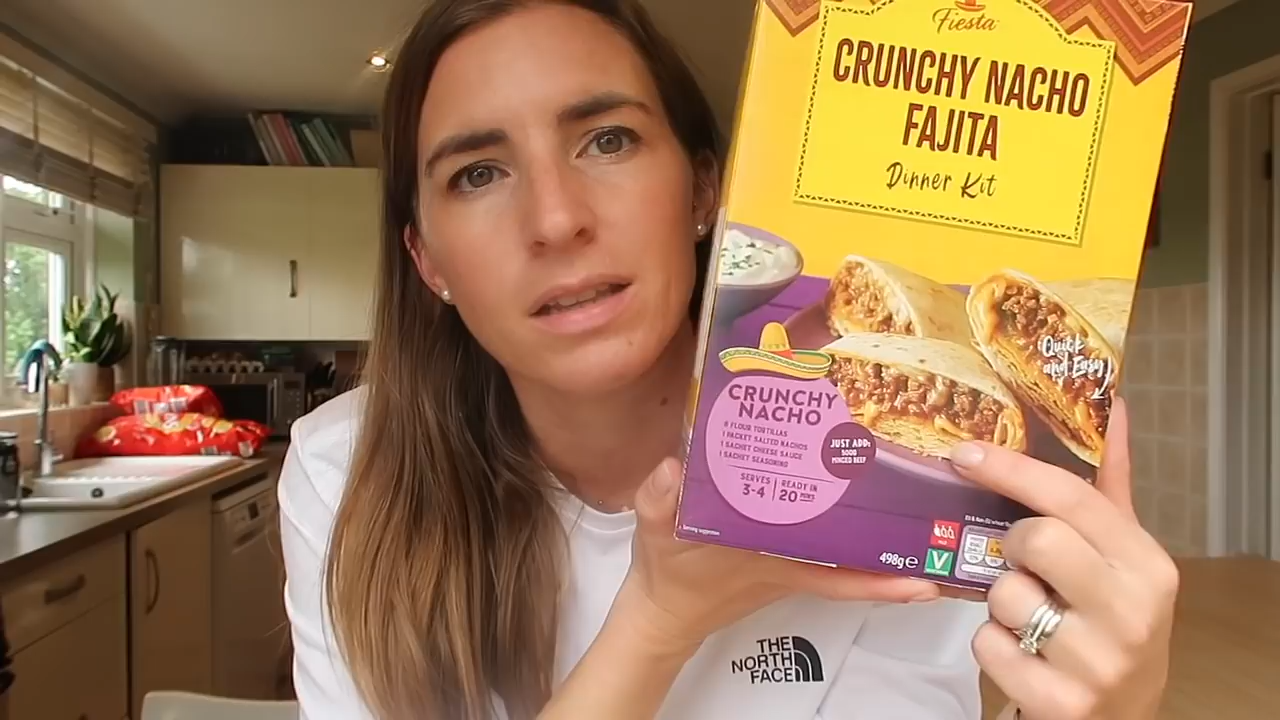 Fiesta
CRUNCHY NACHO
FAJITA
Dinner Kit
Quick
and Easy
CRUNCHY
NACHO
8 FLOUR TORTILLAS
1 PACKET SALTED NACHOS
1 SACHET CHEESE SAUCE
1 SACHET SEASONING
JUST ADD:
500G
MINCED BEEF
SERVES
3-4
READY IN
20 MINS
Serving suggestion
498g e
V
THE
NORTH
FACE